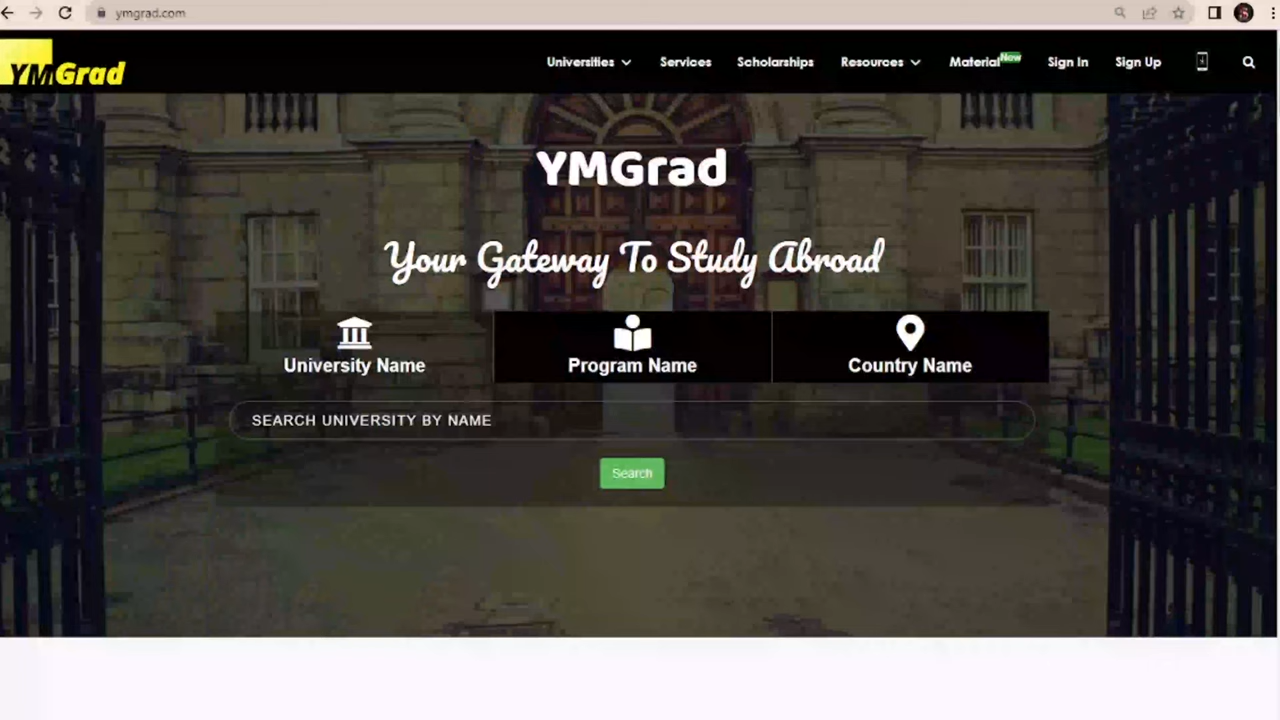 ymgrad.com
YMGrad
Universities Services Scholarships Resources Material New Sign In Sign Up
YMGrad
Your Gateway To Study Abroad
University Name Program Name Country Name
SEARCH UNIVERSITY BY NAME
Search